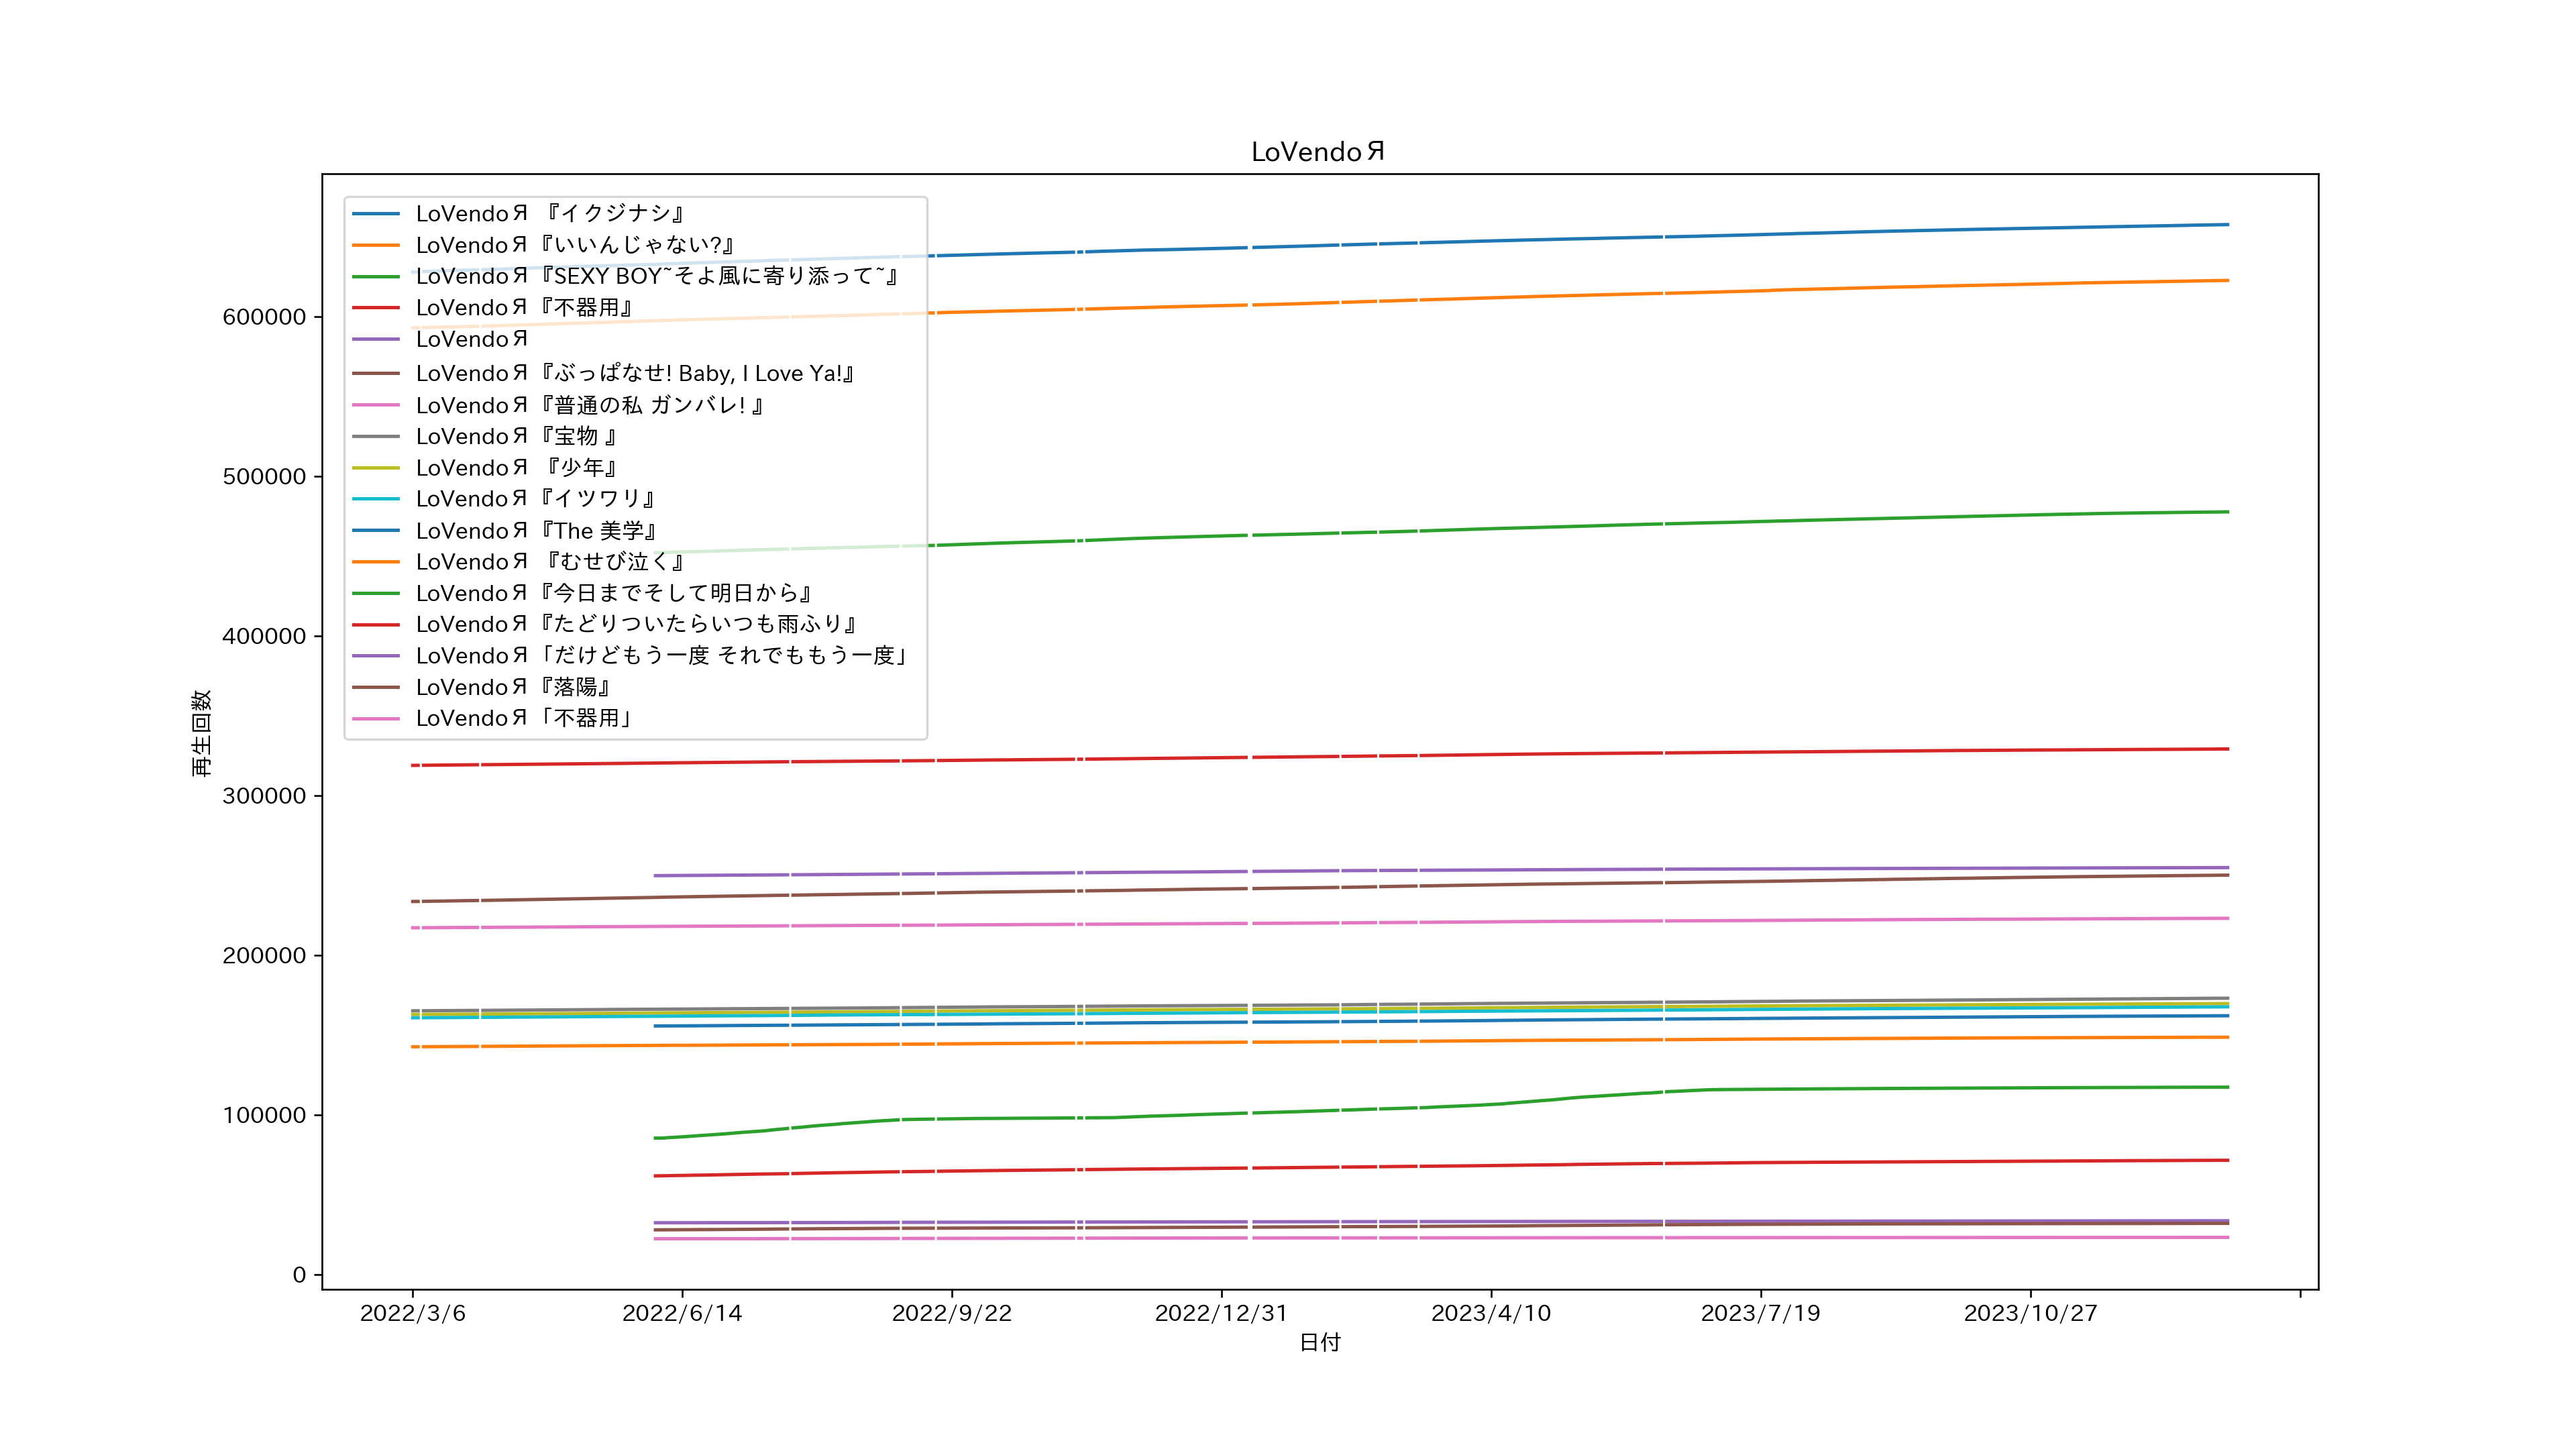 LoVendoЯ
LoVendoЯ 『イクジナシ』
LoVendoЯ『いいんじゃない?』
LoVendoЯ『SEXY BOY~そよ風に寄り添って~』
LoVendoЯ『不器用』
LoVendoЯ
LoVendoЯ『ぶっぱなせ! Baby, I Love Ya!』
LoVendoЯ『普通の私 ガンバレ! 』
LoVendoЯ『宝物 』
LoVendoЯ 『少年』
LoVendoЯ『イツワリ』
LoVendoЯ『The 美学』
LoVendoЯ 『むせび泣く』
LoVendoЯ『今日までそして明日から』
LoVendoЯ『たどりついたらいつも雨ふり』
LoVendoЯ「だけどもう一度 それでももう一度」
LoVendoЯ『落陽』
LoVendoЯ「不器用」
600000
500000
400000
300000
200000
100000
0
再生回数
2022/3/6
2022/6/14
2022/9/22
2022/12/31
2023/4/10
2023/7/19
2023/10/27
日付